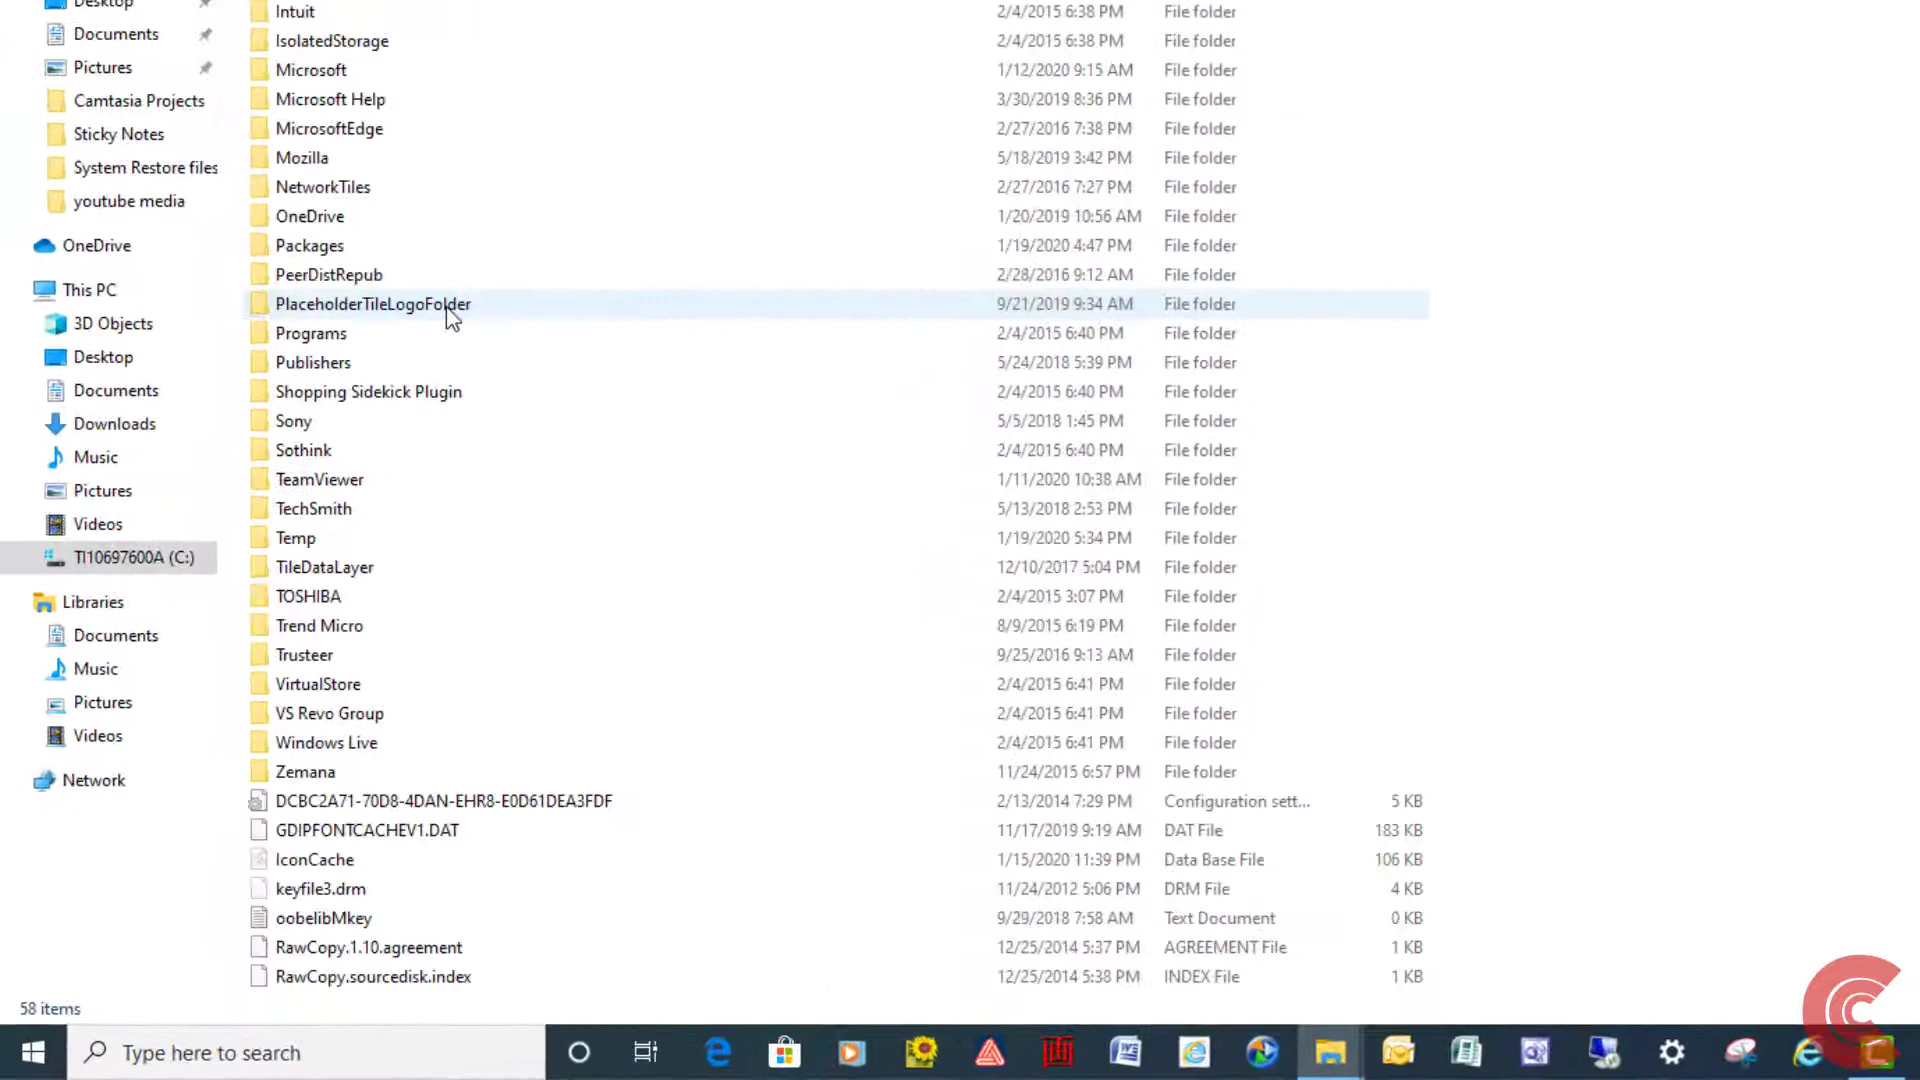 Desktop
Documents
Pictures
Camtasia Projects
Sticky Notes
System Restore files
youtube media
OneDrive
This PC
3D Objects
Desktop
Documents
Downloads
Music
Pictures
Videos
TI10697600A (C:)
Libraries
Documents
Music
Pictures
Videos
Network
Intuit 2/4/2015 6:38 PM File folder
IsolatedStorage 2/4/2015 6:38 PM File folder
Microsoft 1/12/2020 9:15 AM File folder
Microsoft Help 3/30/2019 8:36 PM File folder
MicrosoftEdge 2/27/2016 7:38 PM File folder
Mozilla 5/18/2019 3:42 PM File folder
NetworkTiles 2/27/2016 7:27 PM File folder
OneDrive 1/20/2019 10:56 AM File folder
Packages 1/19/2020 4:47 PM File folder
PeerDistRepub 2/28/2016 9:12 AM File folder
PlaceholderTileLogoFolder 9/21/2019 9:34 AM File folder
Programs 2/4/2015 6:40 PM File folder
Publishers 5/24/2018 5:39 PM File folder
Shopping Sidekick Plugin 2/4/2015 6:40 PM File folder
Sony 5/5/2018 1:45 PM File folder
Sothink 2/4/2015 6:40 PM File folder
TeamViewer 1/11/2020 10:38 AM File folder
TechSmith 5/13/2018 2:53 PM File folder
Temp 1/19/2020 5:34 PM File folder
TileDataLayer 12/10/2017 5:04 PM File folder
TOSHIBA 2/4/2015 3:07 PM File folder
Trend Micro 8/9/2015 6:19 PM File folder
Trusteer 9/25/2016 9:13 AM File folder
VirtualStore 2/4/2015 6:41 PM File folder
VS Revo Group 2/4/2015 6:41 PM File folder
Windows Live 2/4/2015 6:41 PM File folder
Zemana 11/24/2015 6:57 PM File folder
DCBC2A71-70D8-4DAN-EHR8-E0D61DEA3FDF 2/13/2014 7:29 PM Configuration sett... 5 KB
GDIPFONTCACHEV1.DAT 11/17/2019 9:19 AM DAT File 183 KB
IconCache 1/15/2020 11:39 PM Data Base File 106 KB
keyfile3.drm 11/24/2012 5:06 PM DRM File 4 KB
oobelibMkey 9/29/2018 7:58 AM Text Document 0 KB
RawCopy.1.10.agreement 12/25/2014 5:37 PM AGREEMENT File 1 KB
RawCopy.sourcedisk.index 12/25/2014 5:38 PM INDEX File 1 KB
58 items
Type here to search